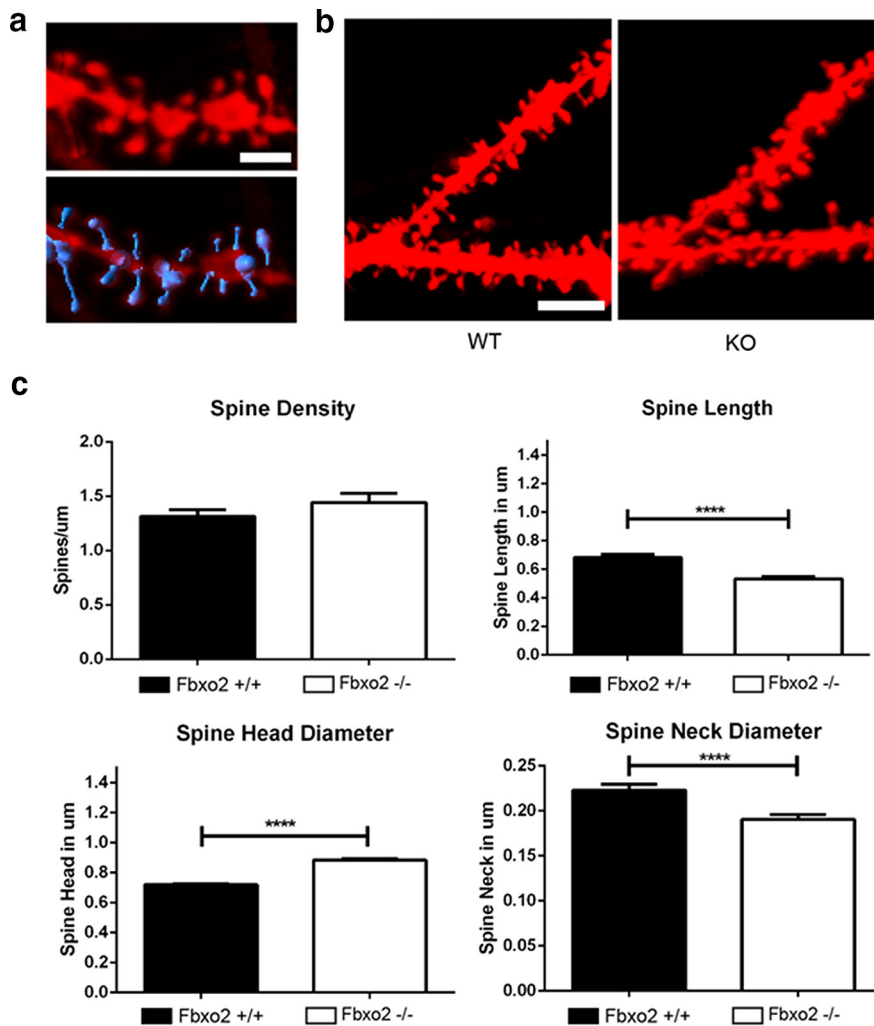 a
b
WT
KO
c
Spine Density
Spines/um
2.0
1.5
1.0
0.5
0.0
Fbxo2 +/+
Fbxo2 -/-
Spine Length
Spine Length in um
1.4
1.2
1.0
0.8
0.6
0.4
0.2
0.0
****
Fbxo2 +/+
Fbxo2 -/-
Spine Head Diameter
Spine Head in um
1.4
1.2
1.0
0.8
0.6
0.4
0.2
0.0
****
Fbxo2 +/+
Fbxo2 -/-
Spine Neck Diameter
Spine Neck in um
0.25
0.20
0.15
0.10
0.05
0.00
****
Fbxo2 +/+
Fbxo2 -/-